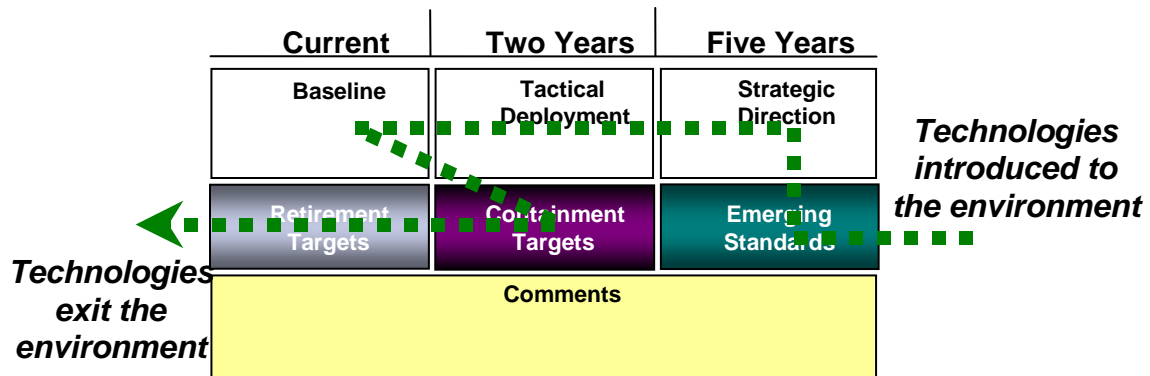 Current Two Years Five Years
Baseline
Tactical
Deployment
Strategic
Direction
Technologies
introduced to
the environment
Retirement
Targets
Containment
Targets
Emerging
Standards
Technologies
exit the
environment
Comments